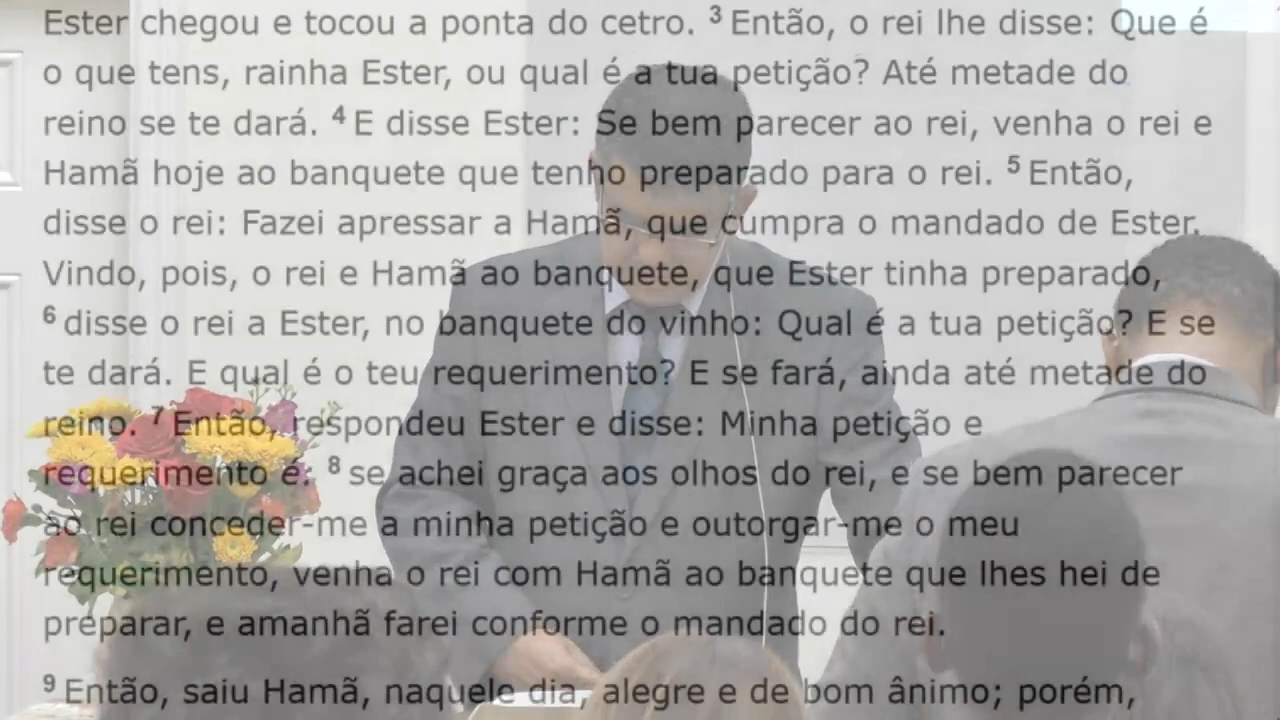 Ester chegou e tocou a ponta do cetro. 3 Então, o rei lhe disse: Que é
o que tens, rainha Ester, ou qual é a tua petição? Até metade do
reino se te dará. 4 E disse Ester: Se bem parecer ao rei, venha o rei e
Hamã hoje ao banquete que tenho preparado para o rei. 5 Então,
disse o rei: Fazei apressar a Hamã, que cumpra o mandado de Ester.
Vindo, pois, o rei e Hamã ao banquete, que Ester tinha preparado,
6 disse o rei a Ester, no banquete do vinho: Qual é a tua petição? E se
te dará. E qual é o teu requerimento? E se fará, ainda até metade do
reino. 7 Então, respondeu Ester e disse: Minha petição e
requerimento é: 8 se achei graça aos olhos do rei, e se bem parecer
ao rei conceder-me a minha petição e outorgar-me o meu
requerimento, venha o rei com Hamã ao banquete que lhes hei de
preparar, e amanhã farei conforme o mandado do rei.
9 Então, saiu Hamã, naquele dia, alegre e de bom ânimo; porém,